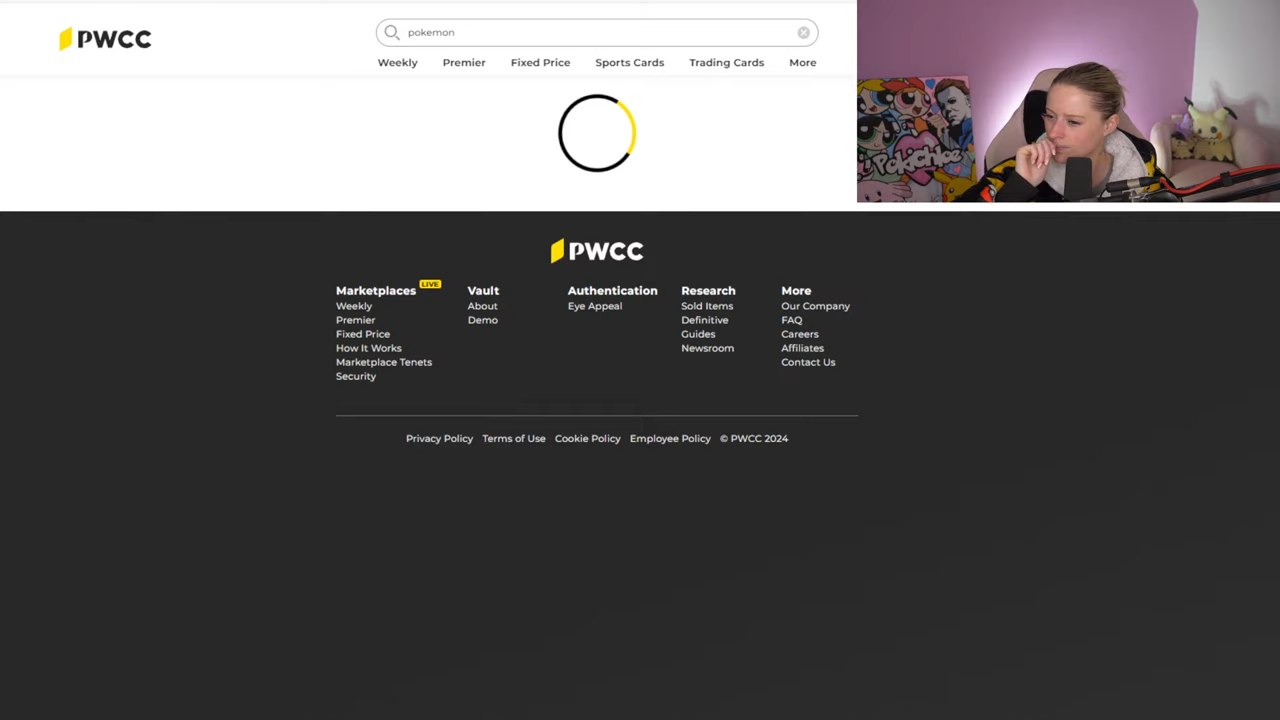 PWCC
pokemon
Weekly Premier Fixed Price Sports Cards Trading Cards More
Pokichloe
PWCC
Marketplaces LIVE
Weekly
Premier
Fixed Price
How It Works
Marketplace Tenets
Security
Vault
About
Demo
Authentication
Eye Appeal
Research
Sold Items
Definitive
Guides
Newsroom
More
Our Company
FAQ
Careers
Affiliates
Contact Us
Privacy Policy Terms of Use Cookie Policy Employee Policy © PWCC 2024